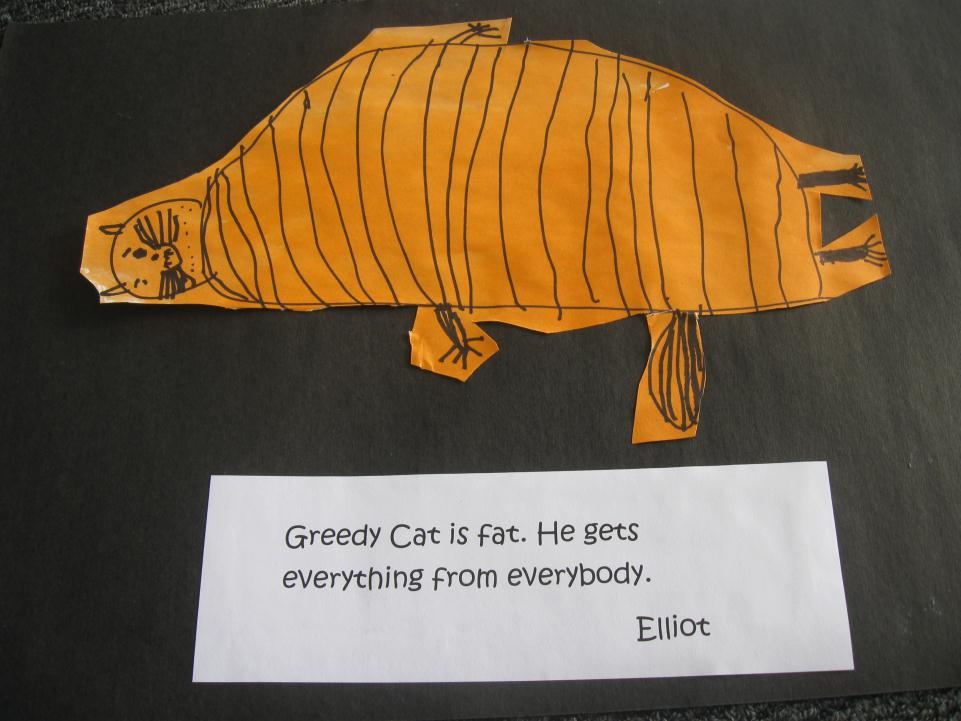 Greedy Cat is fat. He gets
everything from everybody.
Elliot